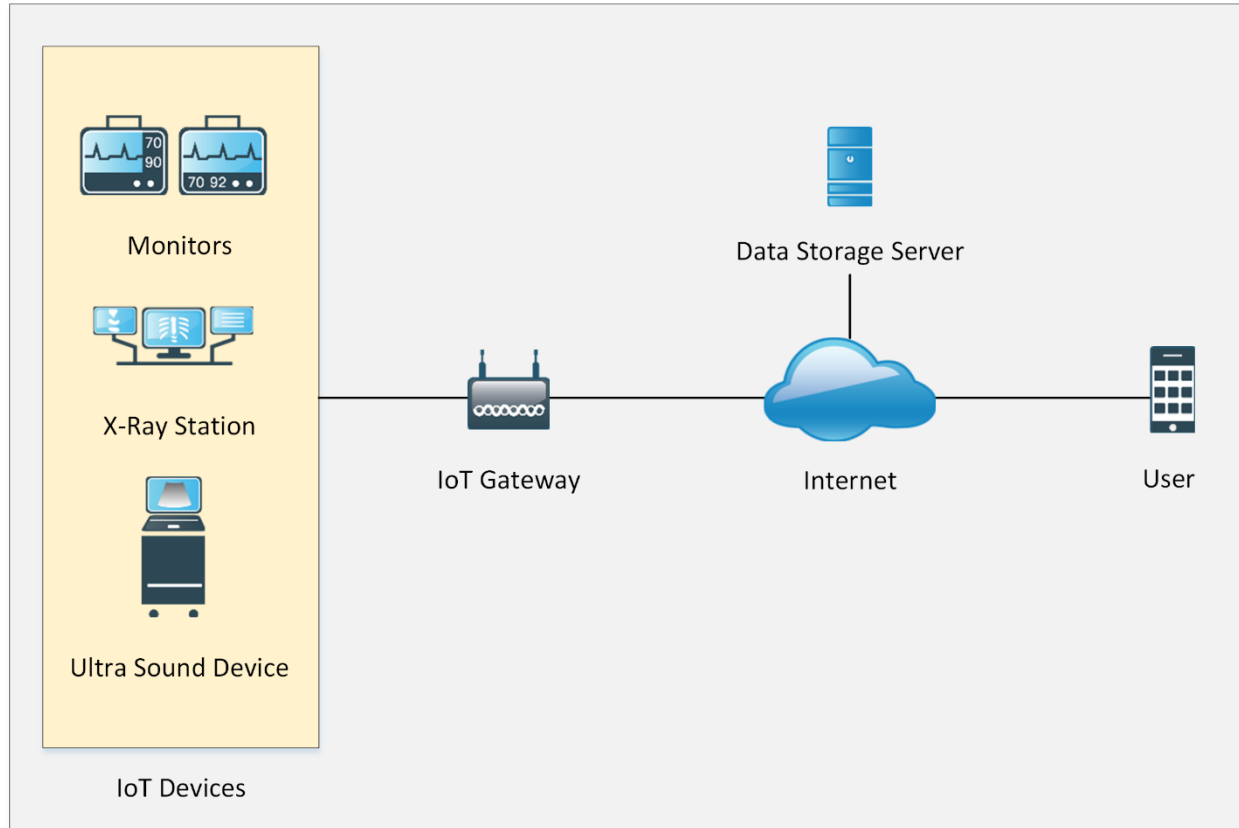 70
90
70 92
Monitors
X-Ray Station
Ultra Sound Device
IoT Devices
IoT Gateway
Data Storage Server
Internet
User